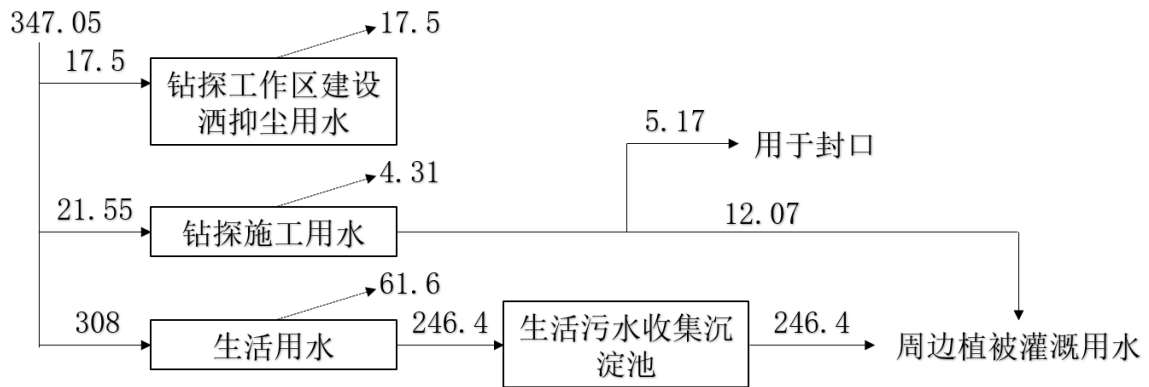 347.05
17.5
17.5
钻探工作区建设
洒抑尘用水
5.17
用于封口
4.31
21.55
钻探施工用水
12.07
61.6
308
生活用水
246.4
生活污水收集沉
淀池
246.4
周边植被灌溉用水